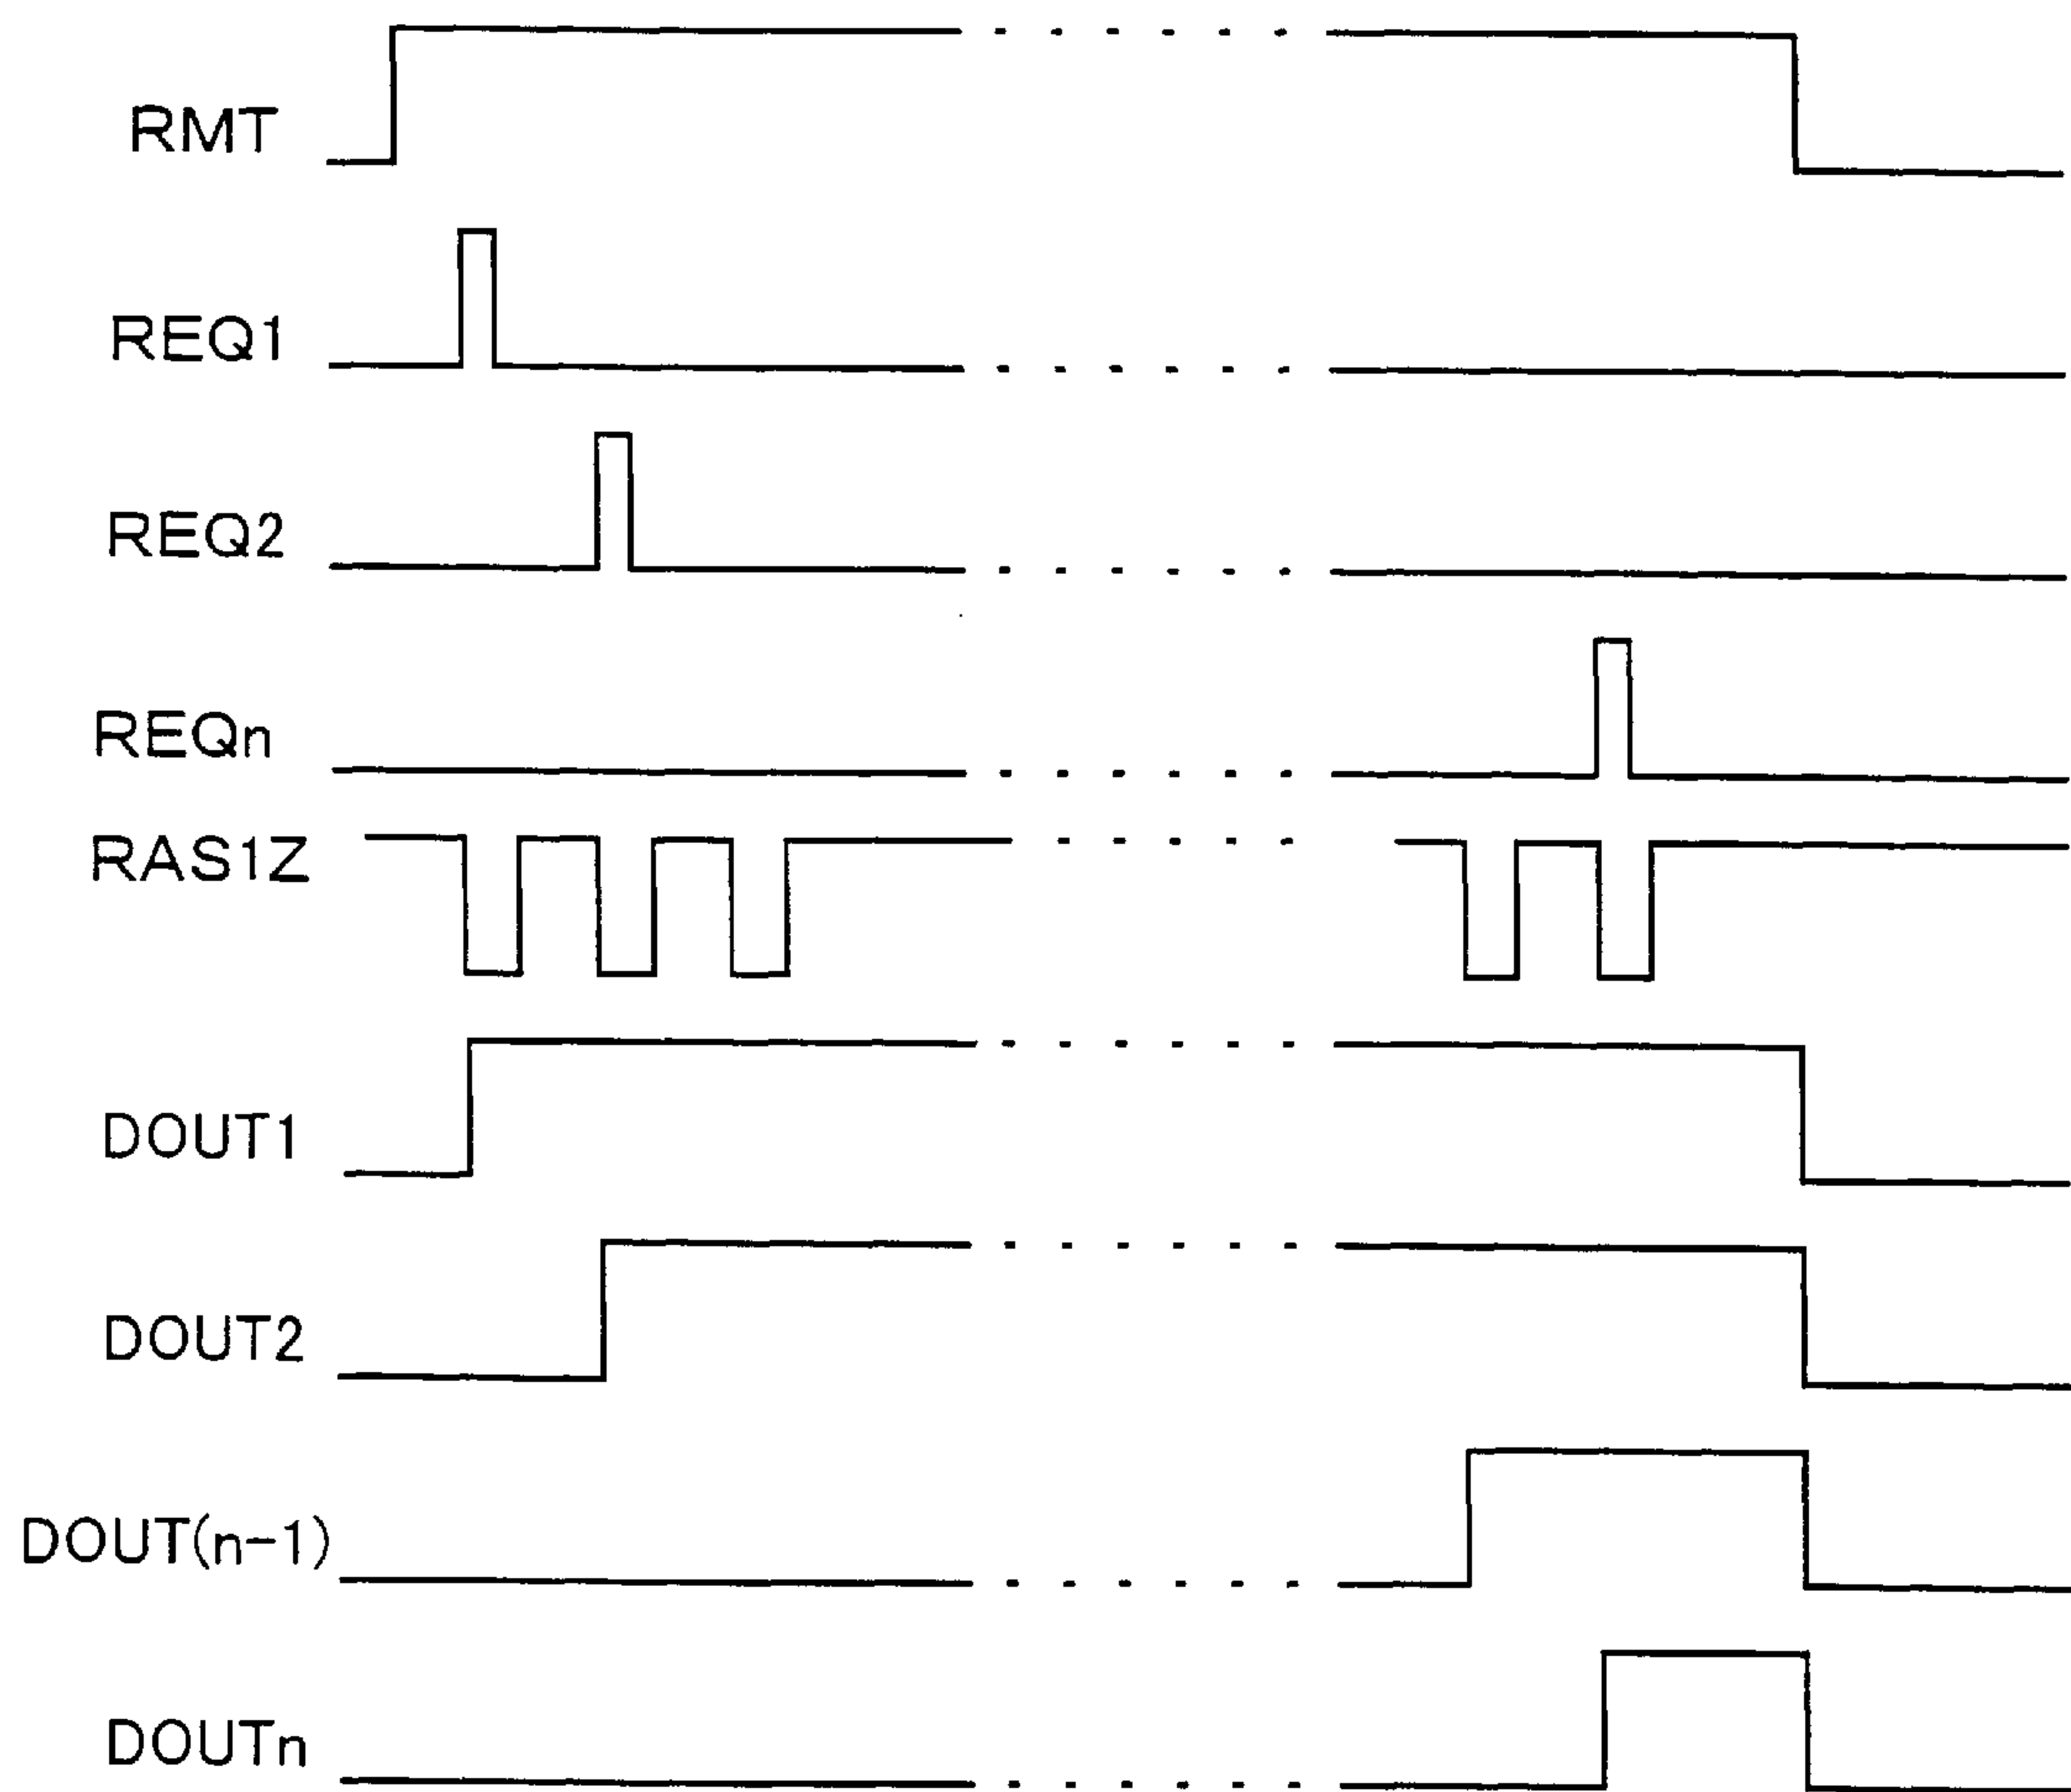 RMT
REQ1
REQ2
REQn
RAS1Z
DOUT1
DOUT2
DOUT(n-1)
DOUTn